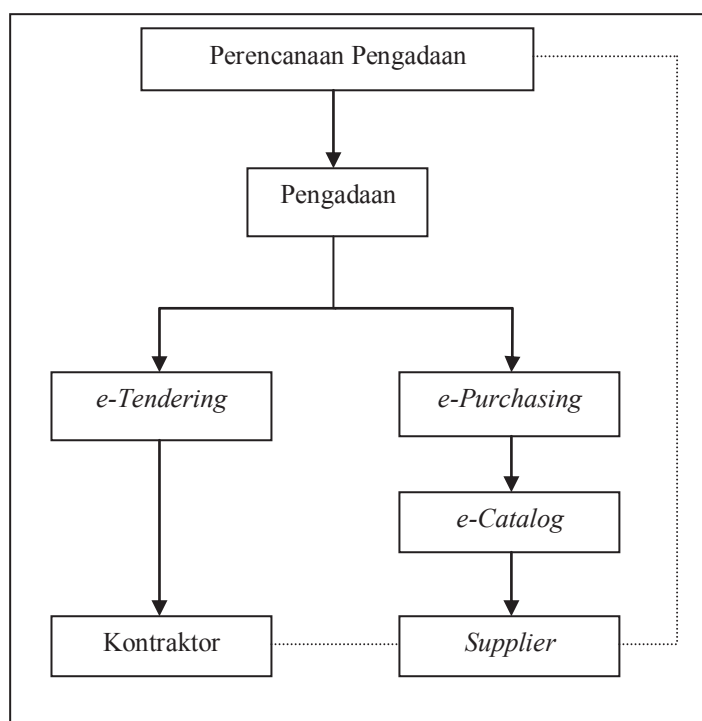 Perencanaan Pengadaan
Pengadaan
e-Tendering
e-Purchasing
e-Catalog
Kontraktor
Supplier